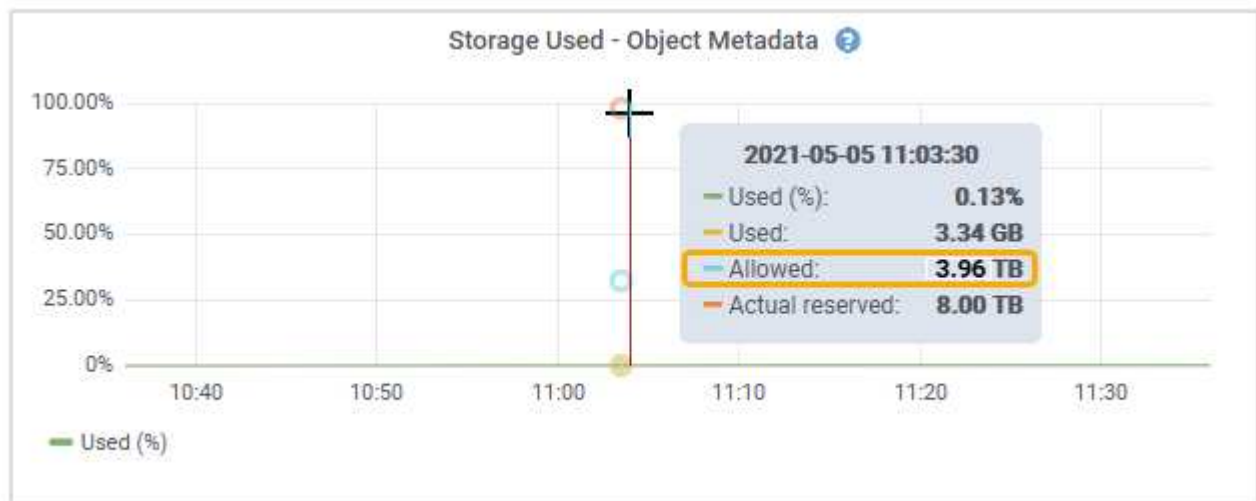 Storage Used - Object Metadata ?
100.00%
75.00%
50.00%
25.00%
0%
2021-05-05 11:03:30
Used (%): 0.13%
Used: 3.34 GB
Allowed: 3.96 TB
Actual reserved: 8.00 TB
10:40 10:50 11:00 11:10 11:20 11:30
Used (%)